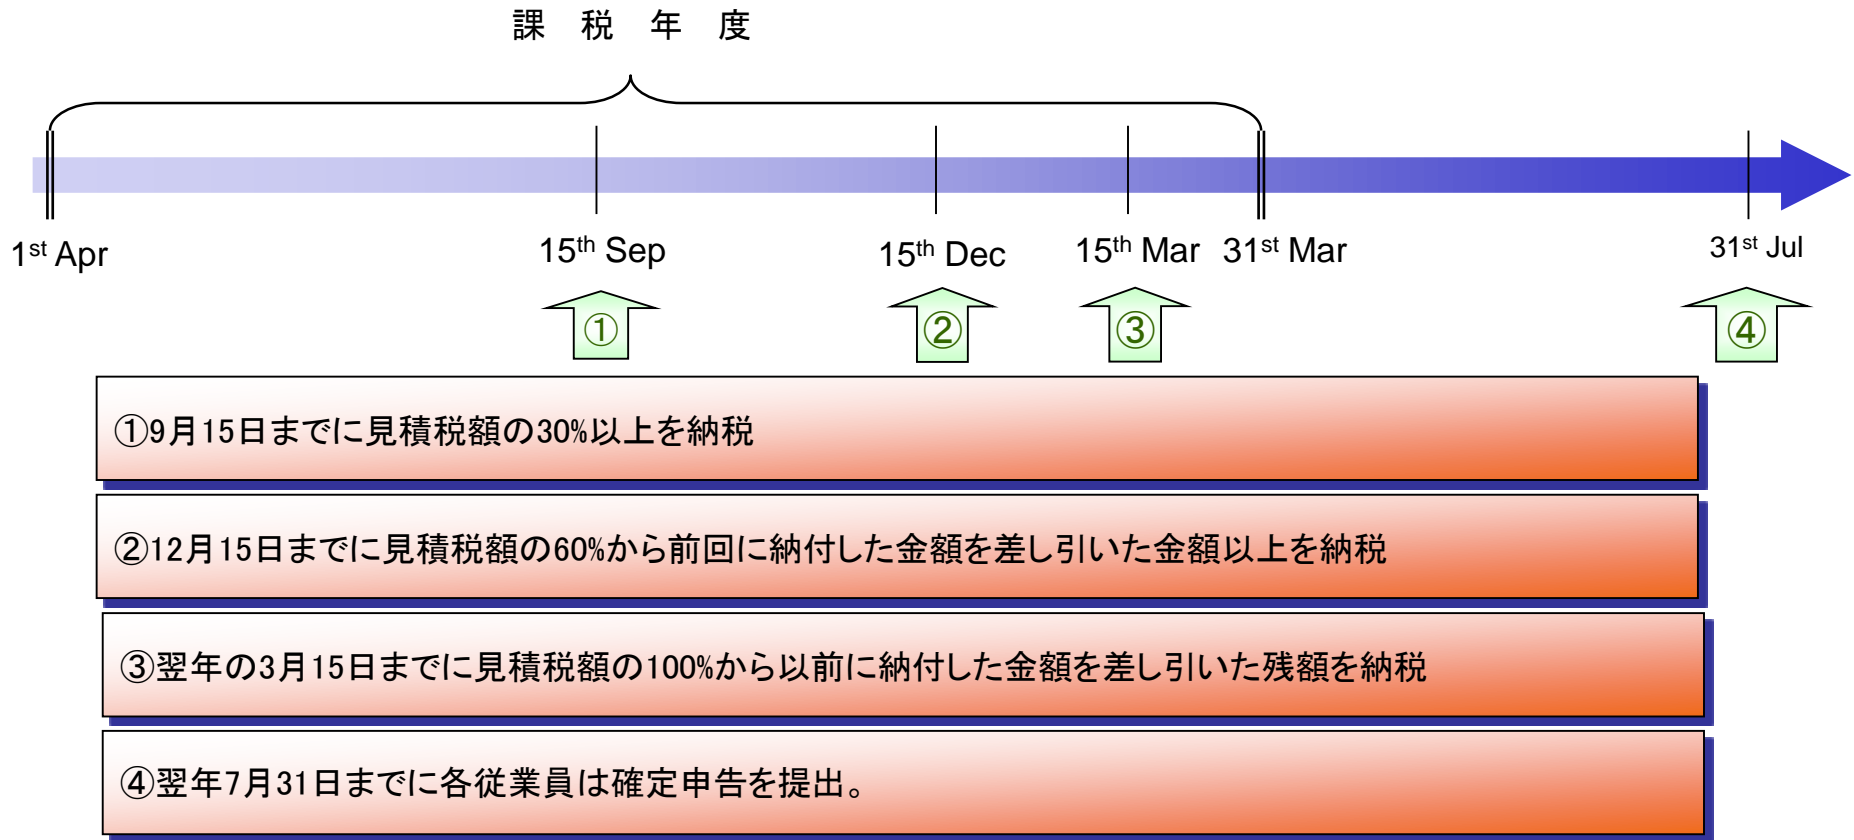 課 税 年 度
1st Apr 15th Sep 15th Dec 15th Mar 31st Mar 31st Jul
① ② ③ ④
①9月15日までに見積税額の30%以上を納税
②12月15日までに見積税額の60%から前回に納付した金額を差し引いた金額以上を納税
③翌年の3月15日までに見積税額の100%から以前に納付した金額を差し引いた残額を納税
④翌年7月31日までに各従業員は確定申告を提出。